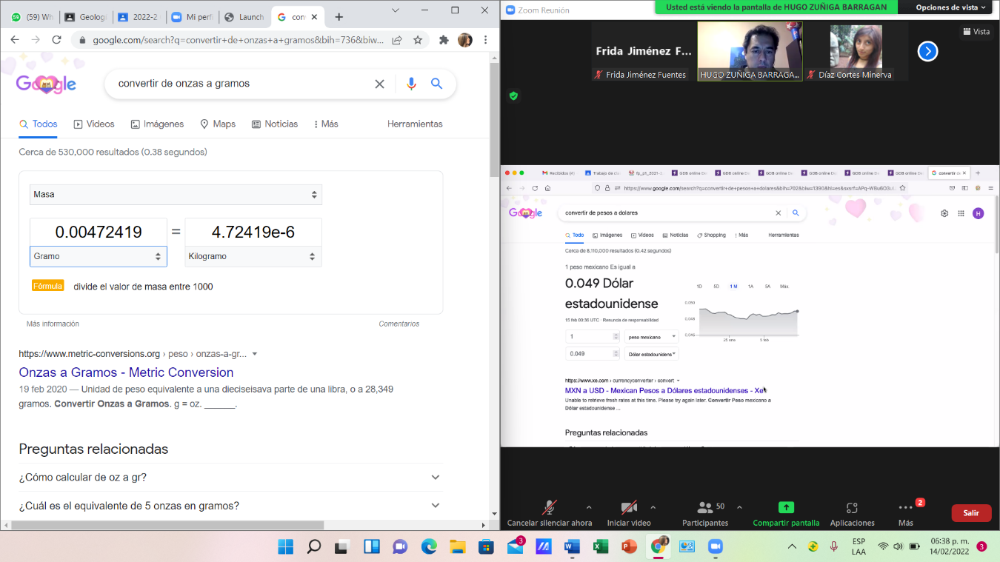 (59) Wh
Geologi
2022-2
Mi perfi
Launch
con
google.com/search?q=convertir+de+onzas+a+gramos&bih=736&biw...
Google
convertir de onzas a gramos
Todos
Videos
Imágenes
Maps
Noticias
Más
Herramientas
Cerca de 530,000 resultados (0.38 segundos)
Masa
0.00472419 = 4.72419e-6
Gramo
Kilogramo
Fórmula divide el valor de masa entre 1000
Más información
Comentarios
https://www.metric-conversions.org › peso › onzas-a-gr...
Onzas a Gramos - Metric Conversion
19 feb 2020 — Unidad de peso equivalente a una dieciseisava parte de una libra, o a 28,349
gramos. Convertir Onzas a Gramos. g = oz. ______.
Preguntas relacionadas
¿Cómo calcular de oz a gr?
¿Cuál es el equivalente de 5 onzas en gramos?
Zoom Reunión
Usted está viendo la pantalla de HUGO ZUÑIGA BARRAGAN
Opciones de vista
Vista
Frida Jiménez F...
Frida Jiménez Fuentes
HUGO ZUÑIGA BARRAGA...
Díaz Cortes Minerva
Recibidos (4)
Trabajo de cla
fp_p1_2021-2
GDB online De
GDB online De
GDB online De
GDB online De
GDB online De
GDB online De
convertir de
https://www.google.com/search?q=convertir+de+pesos+a+dolares&bih=702&biw=1390&hl=es&sxsrf=APq-WBu6O3uL
Google
convertir de pesos a dolares
H
Todo
Imágenes
Vídeos
Noticias
Shopping
Más
Herramientas
Cerca de 8,110,000 resultados (0.42 segundos)
1 peso mexicano Es igual a
0.049 Dólar
estadounidense
15 feb 00:36 UTC · Renuncia de responsabilidad
1 peso mexicano
0.049 Dólar estadounidens
1D 5D 1 M 1A 5A Máx.
0.050
0.048
0.046
25 ene 5 feb
https://www.xe.com › currencyconverter › convert
MXN a USD - Mexican Pesos a Dólares estadounidenses - Xe
Unable to retrieve fresh rates at this time. Please try again later. Convertir Peso mexicano a
Dólar estadounidense ...
Preguntas relacionadas
Cancelar silenciar ahora
Iniciar video
50
Participantes
Compartir pantalla
Aplicaciones
2
Más
Salir
3
ESP
LAA
06:38 p. m.
14/02/2022
3